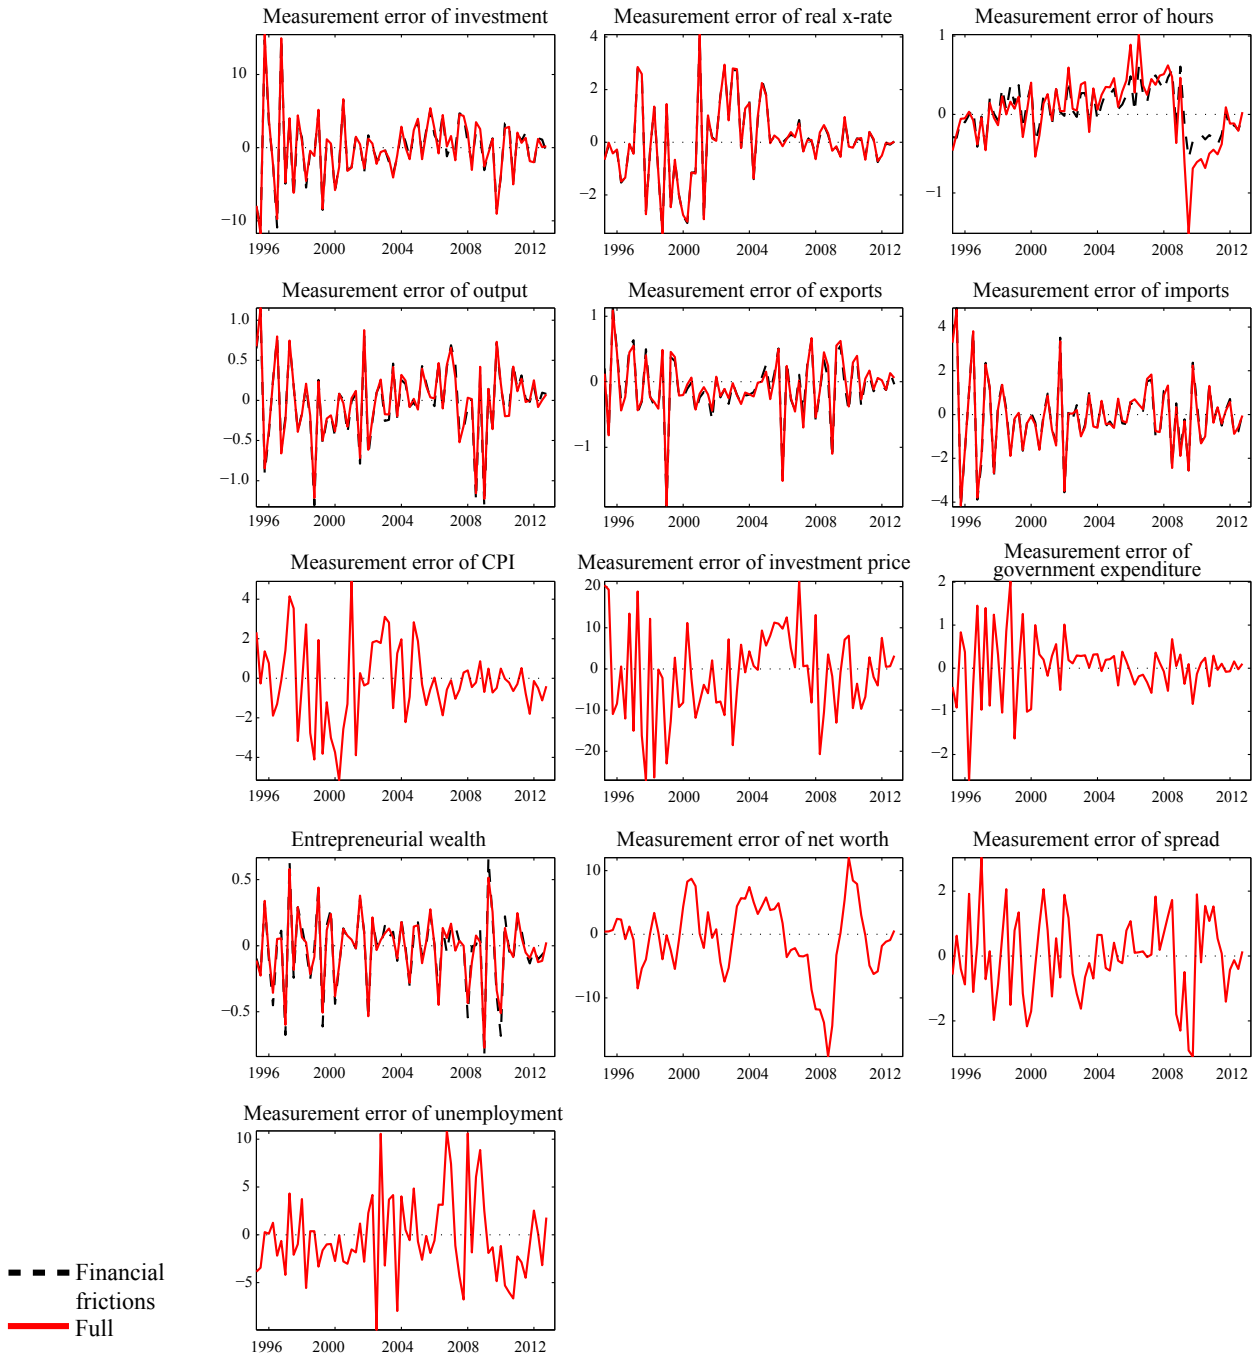 Measurement error of investment
10
0
−10
1996 2000 2004 2008 2012
Measurement error of real x-rate
4
2
0
−2
1996 2000 2004 2008 2012
Measurement error of hours
1
0
−1
1996 2000 2004 2008 2012
Measurement error of output
1.0
0.5
0
−0.5
−1.0
1996 2000 2004 2008 2012
Measurement error of exports
1
0
−1
1996 2000 2004 2008 2012
Measurement error of imports
4
2
0
−2
−4
1996 2000 2004 2008 2012
Measurement error of CPI
4
2
0
−2
−4
1996 2000 2004 2008 2012
Measurement error of investment price
20
10
0
−10
−20
1996 2000 2004 2008 2012
Measurement error of
government expenditure
2
1
0
−1
−2
1996 2000 2004 2008 2012
Entrepreneurial wealth
0.5
0
−0.5
1996 2000 2004 2008 2012
Measurement error of net worth
10
0
−10
1996 2000 2004 2008 2012
Measurement error of spread
2
0
−2
1996 2000 2004 2008 2012
Measurement error of unemployment
10
5
0
−5
1996 2000 2004 2008 2012
Financial
frictions
Full